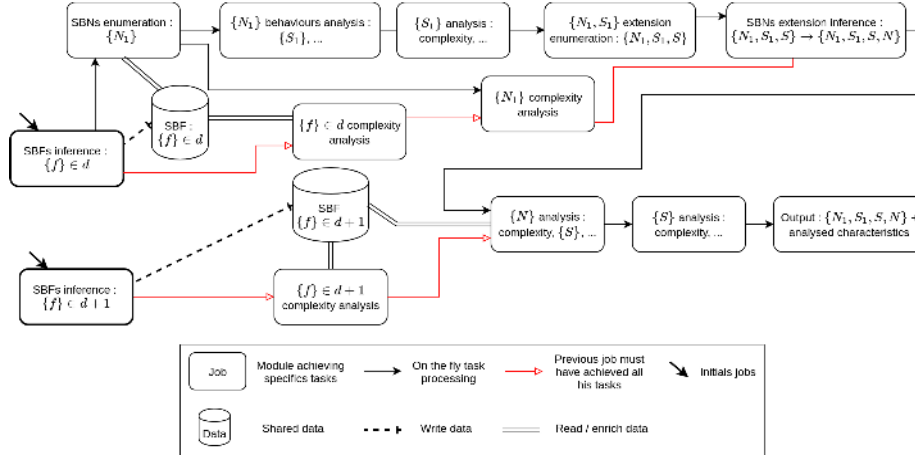 SBNs enumeration :
{N₁}
{N₁} behaviours analysis :
{S₁}, ...
{S₁} analysis :
complexity, ...
{N₁, S₁} extension
enumeration : {N₁, S₁, S}
SBNs extension Inference :
{N₁, S₁, S} → {N₁, S₁, S, N}
SBF :
{f} ∈ d
{f} ∈ d complexity
analysis
{N₁} complexity
analysis
SBFs inference :
{f} ∈ d
SBF
{f} ∈ d + 1
{N} analysis :
complexity, {S}, ...
{S} analysis :
complexity, ...
Output : {N₁, S₁, S, N} +
analysed characteristics
SBFs inference :
{f} ∈ d + 1
{f} ∈ d + 1
complexity analysis
Job
Module achieving
specifics tasks
On the fly task
processing
Previous job must
have achieved all
his tasks
Initials jobs
Data
Shared data
Write data
Read / enrich data